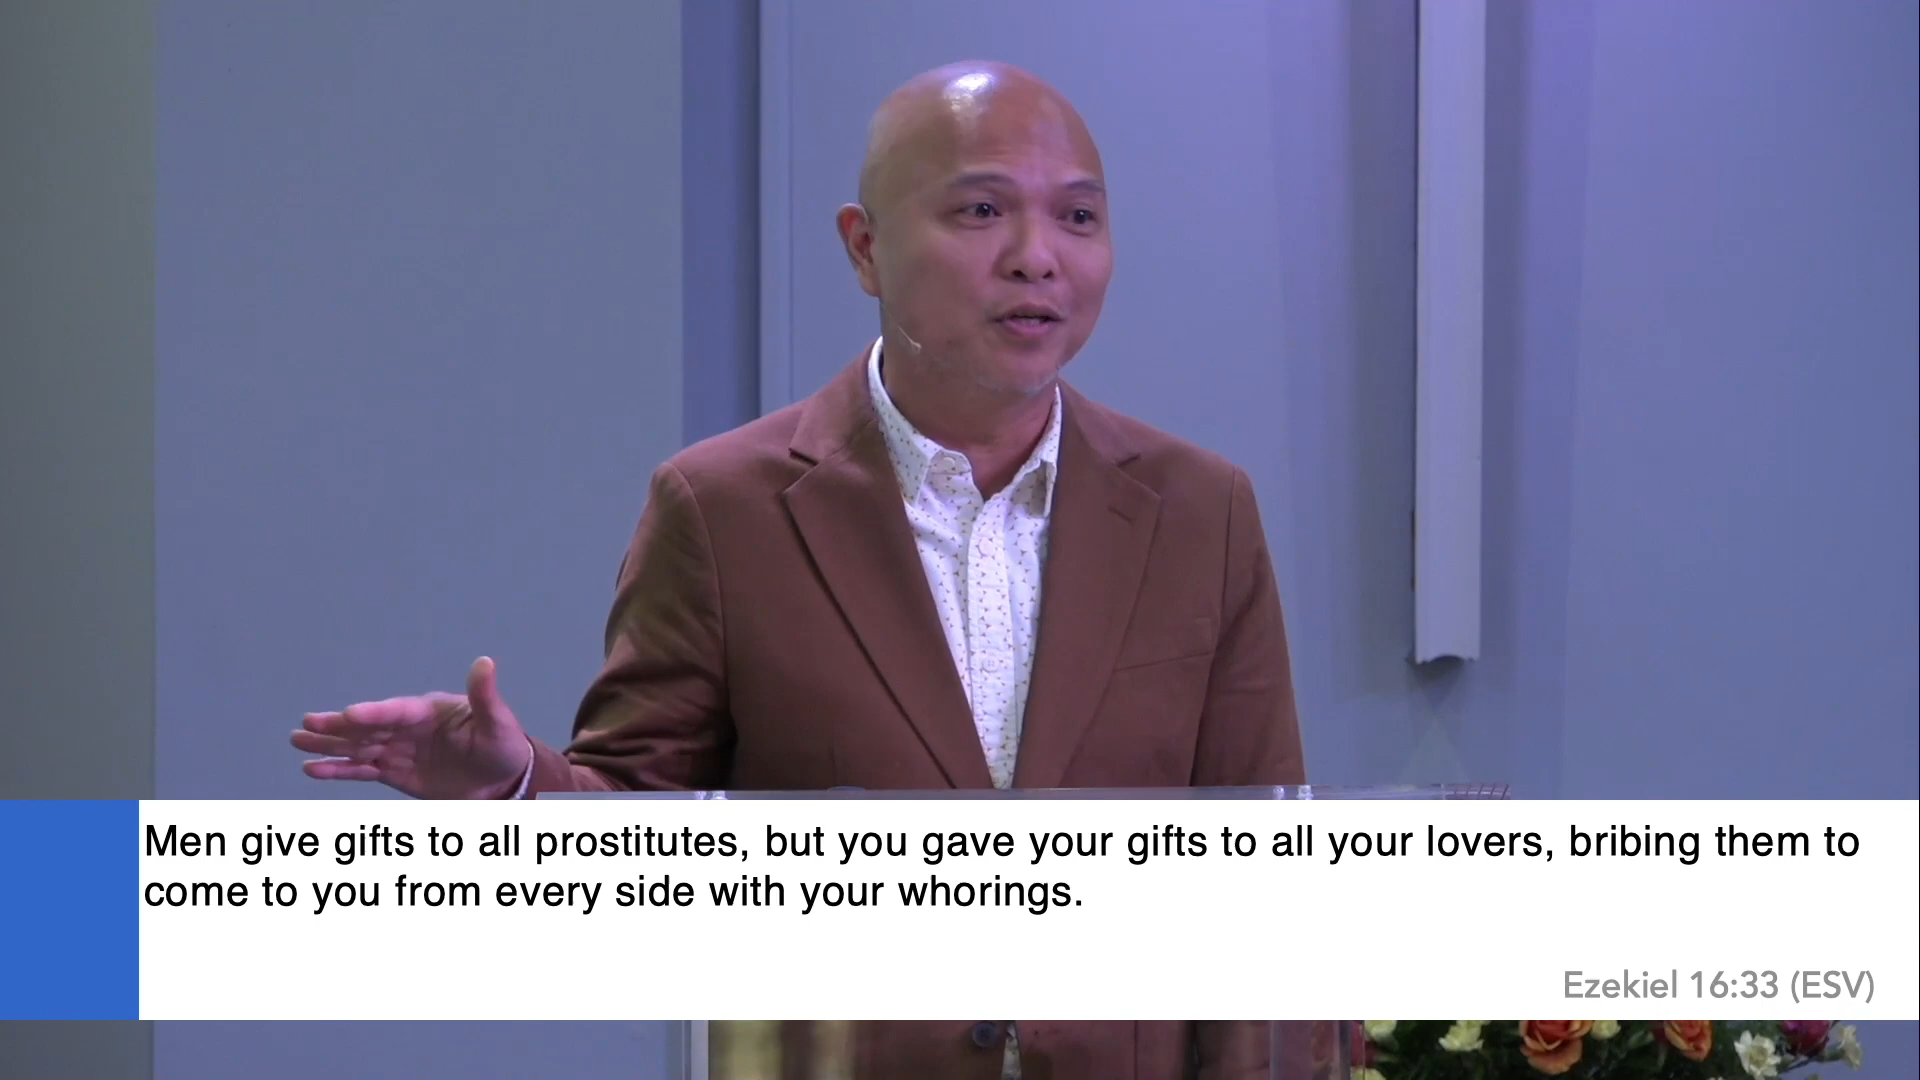 Men give gifts to all prostitutes, but you gave your gifts to all your lovers, bribing them to
come to you from every side with your whorings.
Ezekiel 16:33 (ESV)